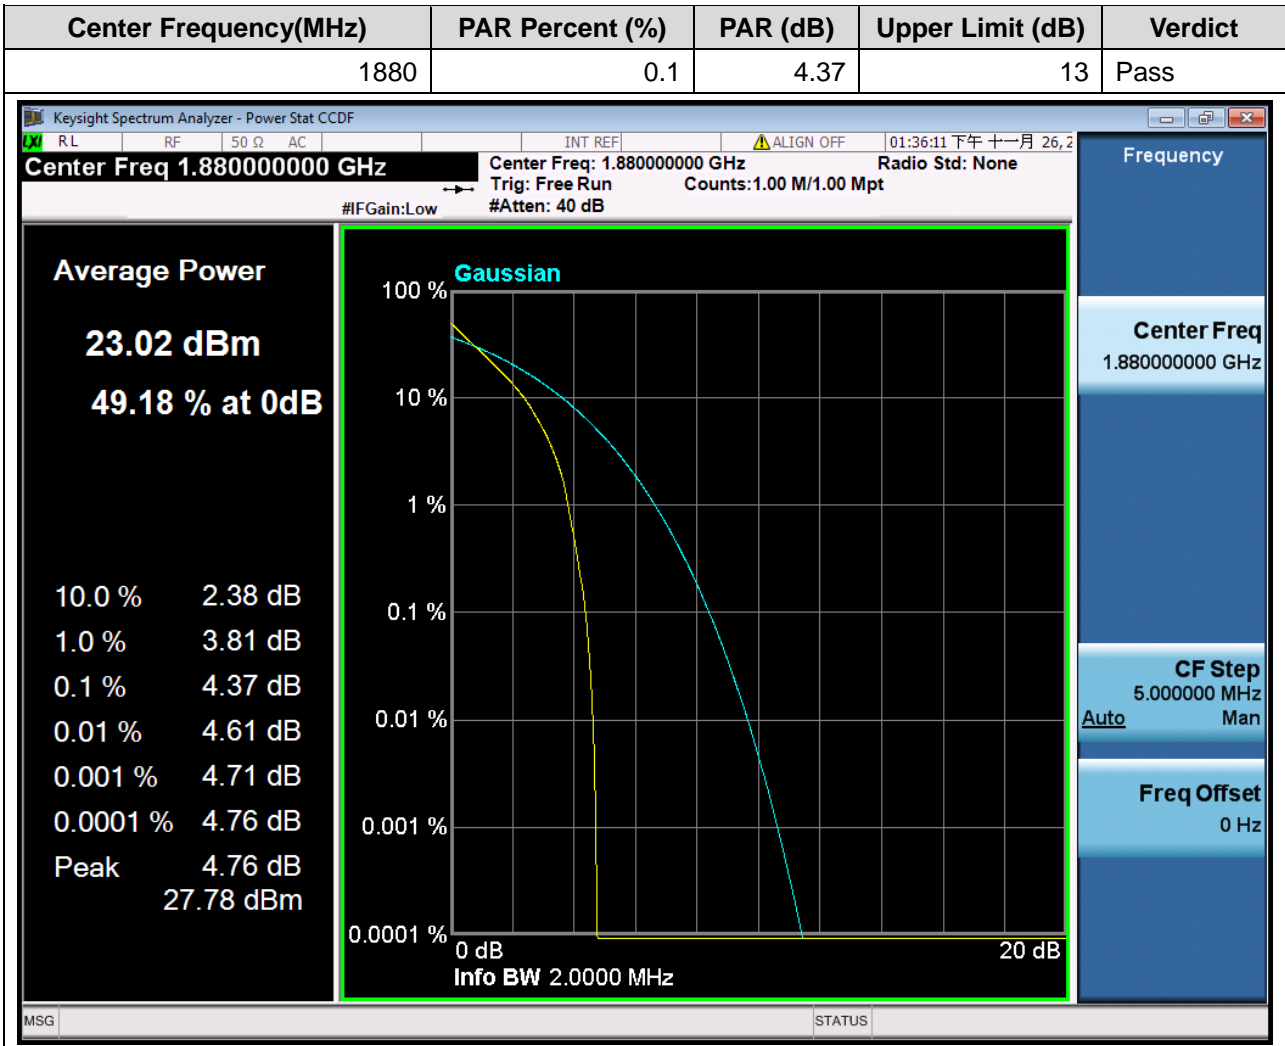 Center Frequency(MHz) PAR Percent (%) PAR (dB) Upper Limit (dB) Verdict
1880 0.1 4.37 13 Pass
Keysight Spectrum Analyzer - Power Stat CCDF
LXI RL RF 50 Ω AC INT REF ALIGN OFF 01:36:11 下午 十一月 26, 2
Center Freq 1.880000000 GHz
#IFGain:Low
Center Freq: 1.880000000 GHz Radio Std: None
Trig: Free Run Counts:1.00 M/1.00 Mpt
#Atten: 40 dB
Average Power
23.02 dBm
49.18 % at 0dB
10.0 % 2.38 dB
1.0 % 3.81 dB
0.1 % 4.37 dB
0.01 % 4.61 dB
0.001 % 4.71 dB
0.0001 % 4.76 dB
Peak 4.76 dB
27.78 dBm
Gaussian
100 %
10 %
1 %
0.1 %
0.01 %
0.001 %
0.0001 %
0 dB 20 dB
Info BW 2.0000 MHz
Frequency
Center Freq
1.880000000 GHz
CF Step
5.000000 MHz
Auto Man
Freq Offset
0 Hz
MSG STATUS